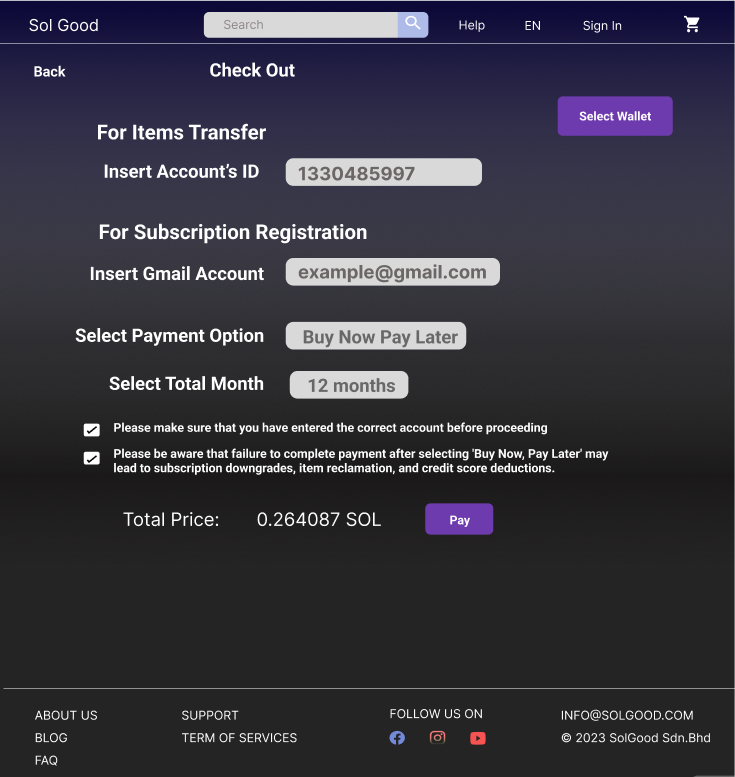 Sol Good
Search
Help
EN
Sign In
Back
Check Out
Select Wallet
For Items Transfer
Insert Account’s ID
1330485997
For Subscription Registration
Insert Gmail Account
example@gmail.com
Select Payment Option
Buy Now Pay Later
Select Total Month
12 months
Please make sure that you have entered the correct account before proceeding
Please be aware that failure to complete payment after selecting 'Buy Now, Pay Later' may
lead to subscription downgrades, item reclamation, and credit score deductions.
Total Price:
0.264087 SOL
Pay
ABOUT US
SUPPORT
FOLLOW US ON
INFO@SOLGOOD.COM
BLOG
TERM OF SERVICES
© 2023 SolGood Sdn.Bhd
FAQ